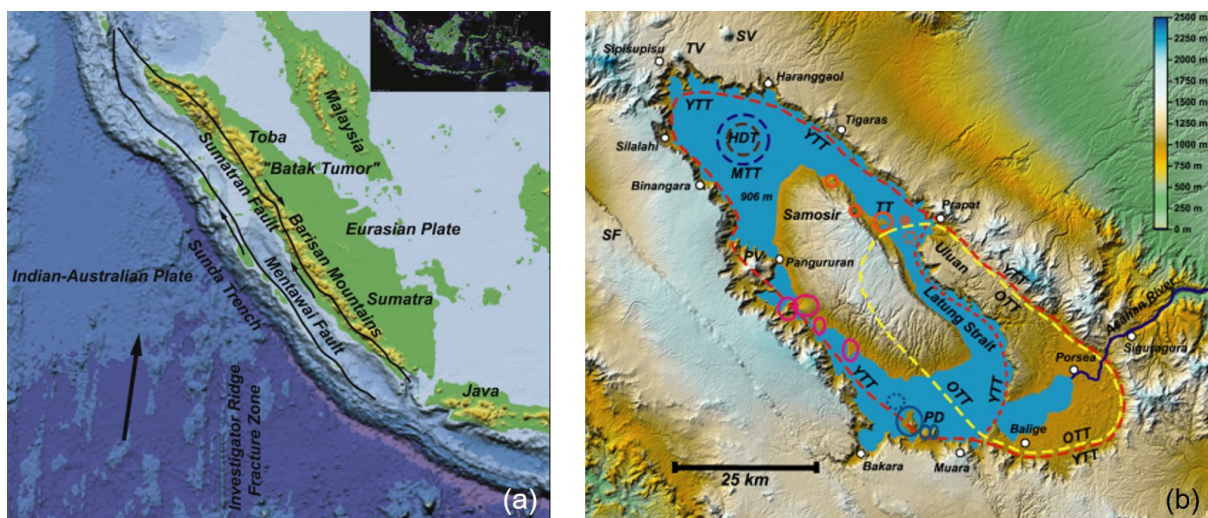 Toba
"Batak Tumor"
Malaysia
Sumatran Fault
Barisan Mountains
Eurasian Plate
Indian-Australian Plate
Sunda Trench
Mentawai Fault
Sumatra
Java
Investigator Ridge
Fracture Zone
(a)
SV
TV
Sipisupisu
Haranggaol
YTT
YTT
Tigaras
HDT
Silalahi
MTT
Binangara
906 m
Samosir
TT
Prapat
SF
PV
Pangururan
Uluan
YTT
OTT
Latung Strait
Asahan River
Siguragura
Porsea
YTT
OTT
YTT
PD
Balige
OTT
YTT
Bakara
Muara
25 km
2500 m
2250 m
2000 m
1750 m
1500 m
1250 m
1000 m
750 m
500 m
250 m
0 m
(b)